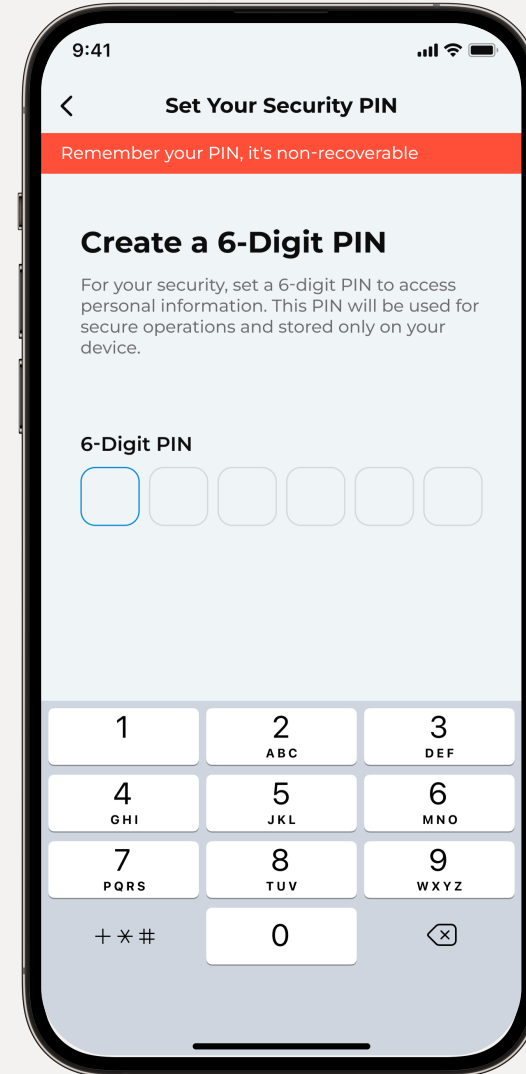 9:41
Set Your Security PIN
Remember your PIN, it's non-recoverable
Create a 6-Digit PIN
For your security, set a 6-digit PIN to access
personal information. This PIN will be used for
secure operations and stored only on your
device.
6-Digit PIN
1 2 3
ABC DEF
4 5 6
GHI JKL MNO
7 8 9
PQRS TUV WXYZ
+*# 0